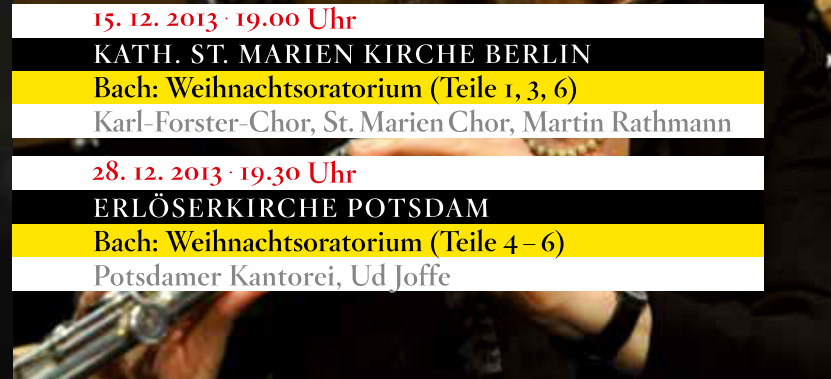 15. 12. 2013 · 19.00 Uhr
KATH. ST. MARIEN KIRCHE BERLIN
Bach: Weihnachtsoratorium (Teile 1, 3, 6)
Karl-Forster-Chor, St. Marien Chor, Martin Rathmann
28. 12. 2013 · 19.30 Uhr
ERLÖSERKIRCHE POTSDAM
Bach: Weihnachtsoratorium (Teile 4 – 6)
Potsdamer Kantorei, Ud Joffe